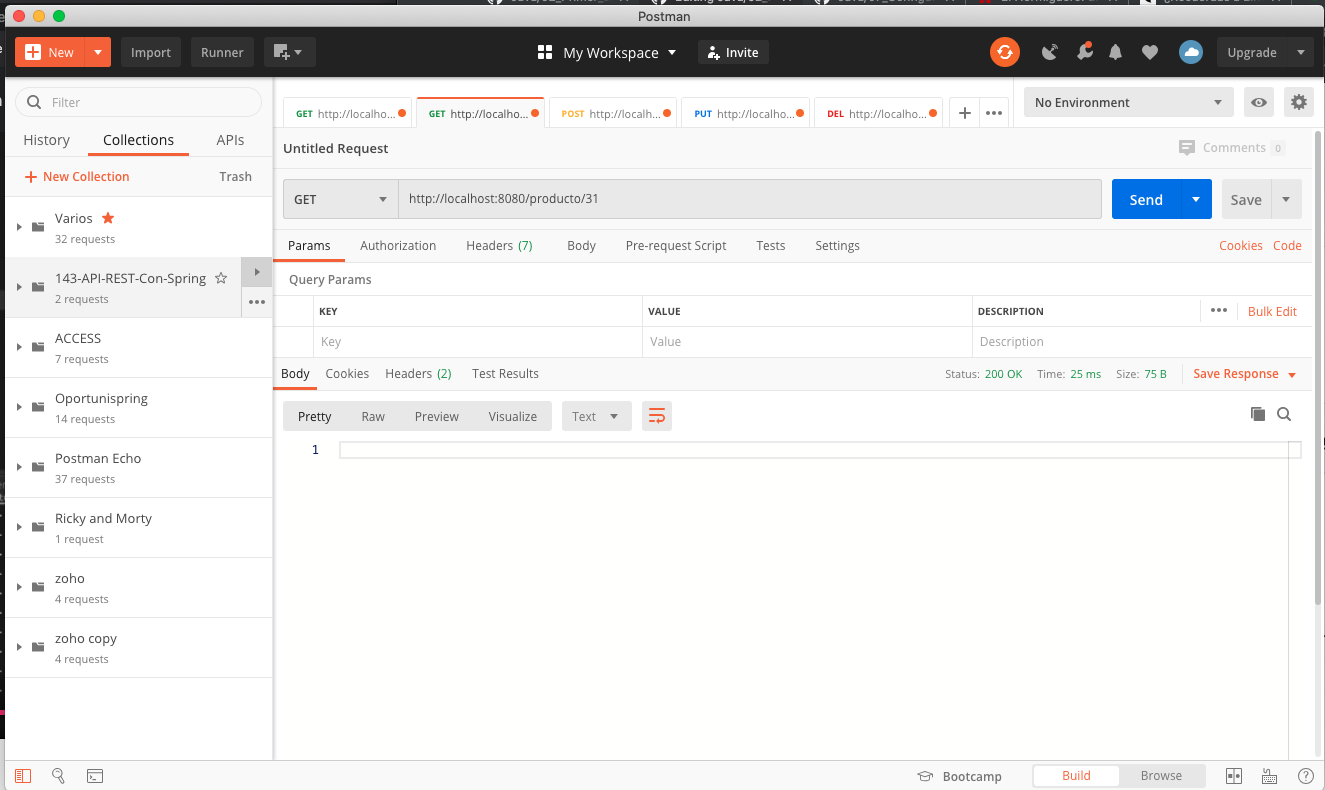 Postman
New
Import
Runner
My Workspace
Invite
Upgrade
Filter
History Collections APIs
New Collection Trash
Varios
32 requests
143-API-REST-Con-Spring
2 requests
ACCESS
7 requests
Oportunispring
14 requests
Postman Echo
37 requests
Ricky and Morty
1 request
zoho
4 requests
zoho copy
4 requests
GET http://localho...
GET http://localho...
POST http://localho...
PUT http://localho...
DEL http://localho...
No Environment
Untitled Request
Comments 0
GET http://localhost:8080/producto/31 Send Save
Params Authorization Headers (7) Body Pre-request Script Tests Settings Cookies Code
Query Params
KEY VALUE DESCRIPTION Bulk Edit
Key Value Description
Body Cookies Headers (2) Test Results Status: 200 OK Time: 25 ms Size: 75 B Save Response
Pretty Raw Preview Visualize Text
1
Bootcamp Build Browse